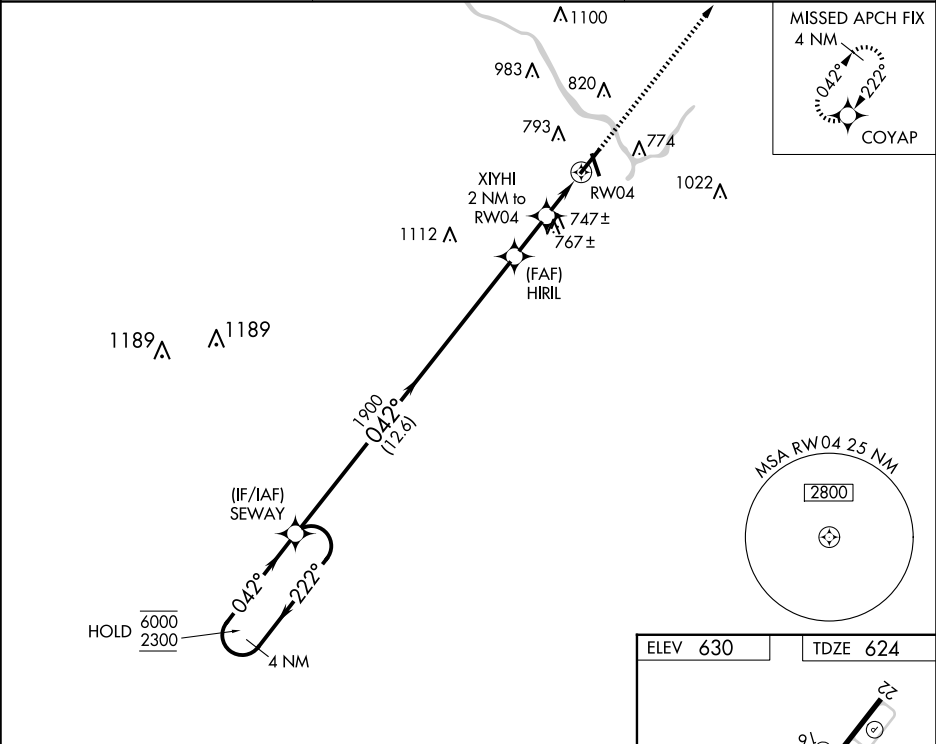 1100
MISSED APCH FIX
4 NM
042°
222°
COYAP
983
820
793
774
XIYHI
2 NM to
RW04
RW04
1022
747±
767±
1112
(FAF)
HIRIL
1189
1189
1900
042°
(12.6)
MSA RW04 25 NM
2800
(IF/IAF)
SEWAY
042°
222°
HOLD
6000
2300
4 NM
ELEV 630
TDZE 624
22